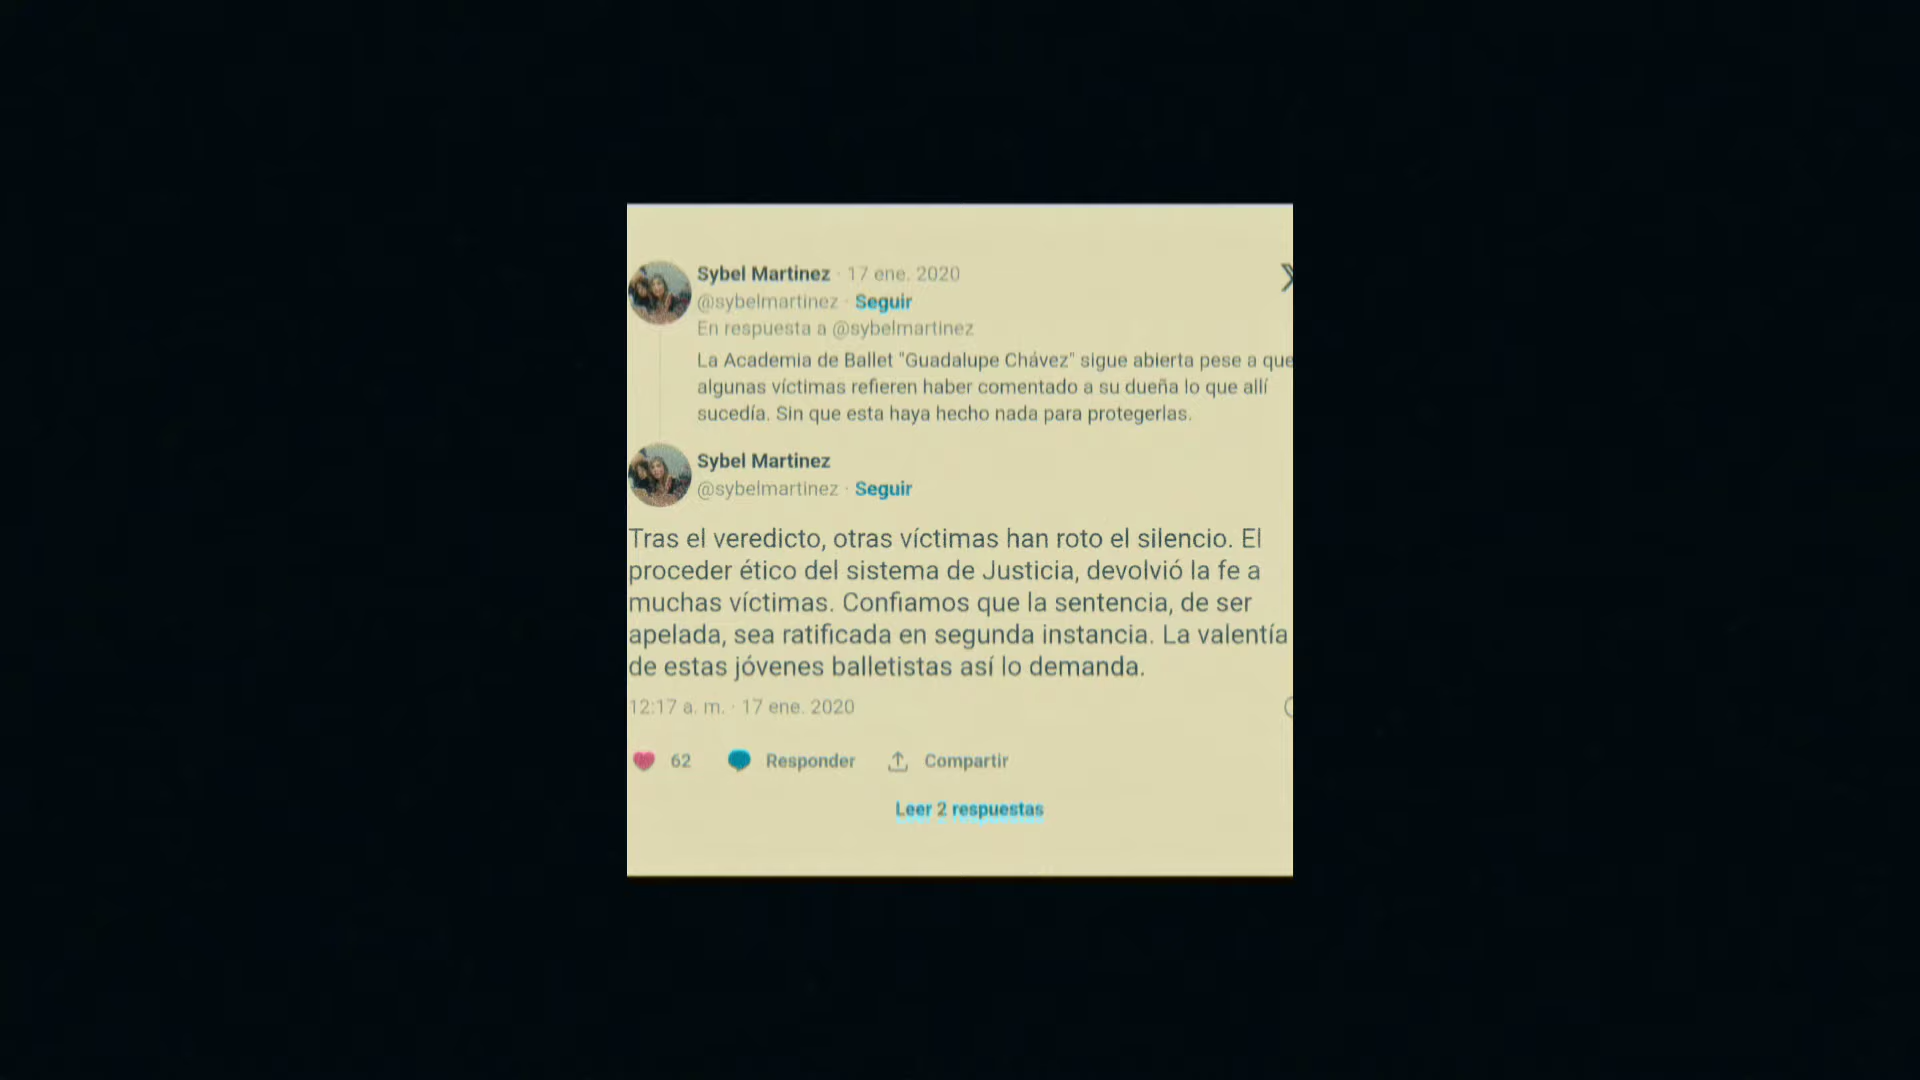 Sybel Martinez · 17 ene. 2020
@sybelmartinez · Seguir
En respuesta a @sybelmartinez
La Academia de Ballet "Guadalupe Chávez" sigue abierta pese a que
algunas víctimas refieren haber comentado a su dueña lo que allí
sucedía. Sin que esta haya hecho nada para protegerlas.
Sybel Martinez
@sybelmartinez · Seguir
Tras el veredicto, otras víctimas han roto el silencio. El
proceder ético del sistema de Justicia, devolvió la fe a
muchas víctimas. Confiamos que la sentencia, de ser
apelada, sea ratificada en segunda instancia. La valentía
de estas jóvenes balletistas así lo demanda.
12:17 a. m. · 17 ene. 2020
62 Responder Compartir
Leer 2 respuestas